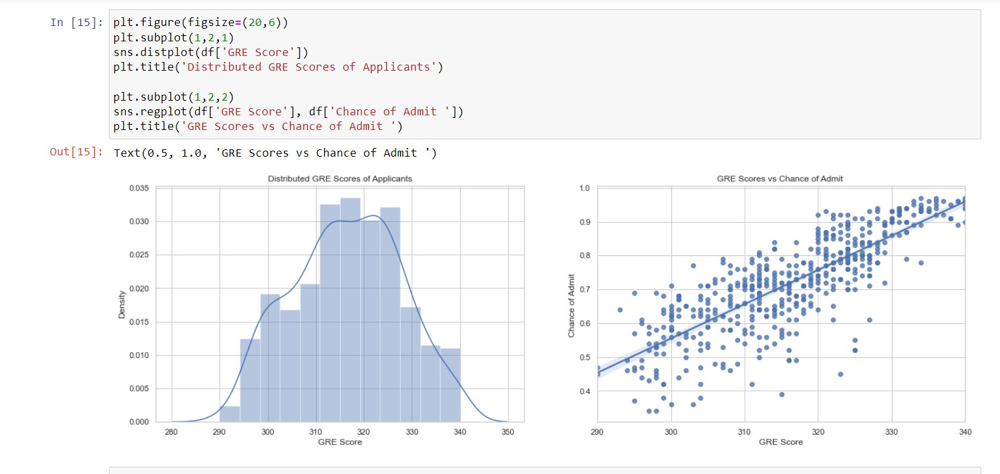 In [15]: plt.figure(figsize=(20,6))
plt.subplot(1,2,1)
sns.distplot(df['GRE Score'])
plt.title('Distributed GRE Scores of Applicants')
plt.subplot(1,2,2)
sns.regplot(df['GRE Score'], df['Chance of Admit '])
plt.title('GRE Scores vs Chance of Admit ')
Out[15]: Text(0.5, 1.0, 'GRE Scores vs Chance of Admit ')
Distributed GRE Scores of Applicants
0.035
0.030
0.025
0.020
0.015
0.010
0.005
0.000
Density
280 290 300 310 320 330 340 350
GRE Score
GRE Scores vs Chance of Admit
1.0
0.9
0.8
0.7
0.6
0.5
0.4
Chance of Admit
290 300 310 320 330 340
GRE Score